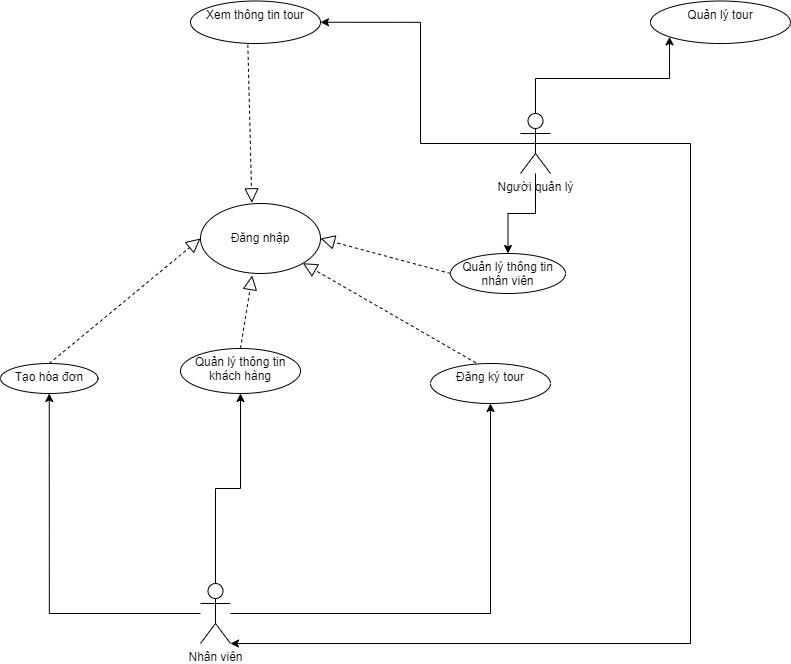 Xem thông tin tour
Quản lý tour
Người quản lý
Đăng nhập
Quản lý thông tin
nhân viên
Tạo hóa đơn
Quản lý thông tin
khách hàng
Đăng ký tour
Nhân viên